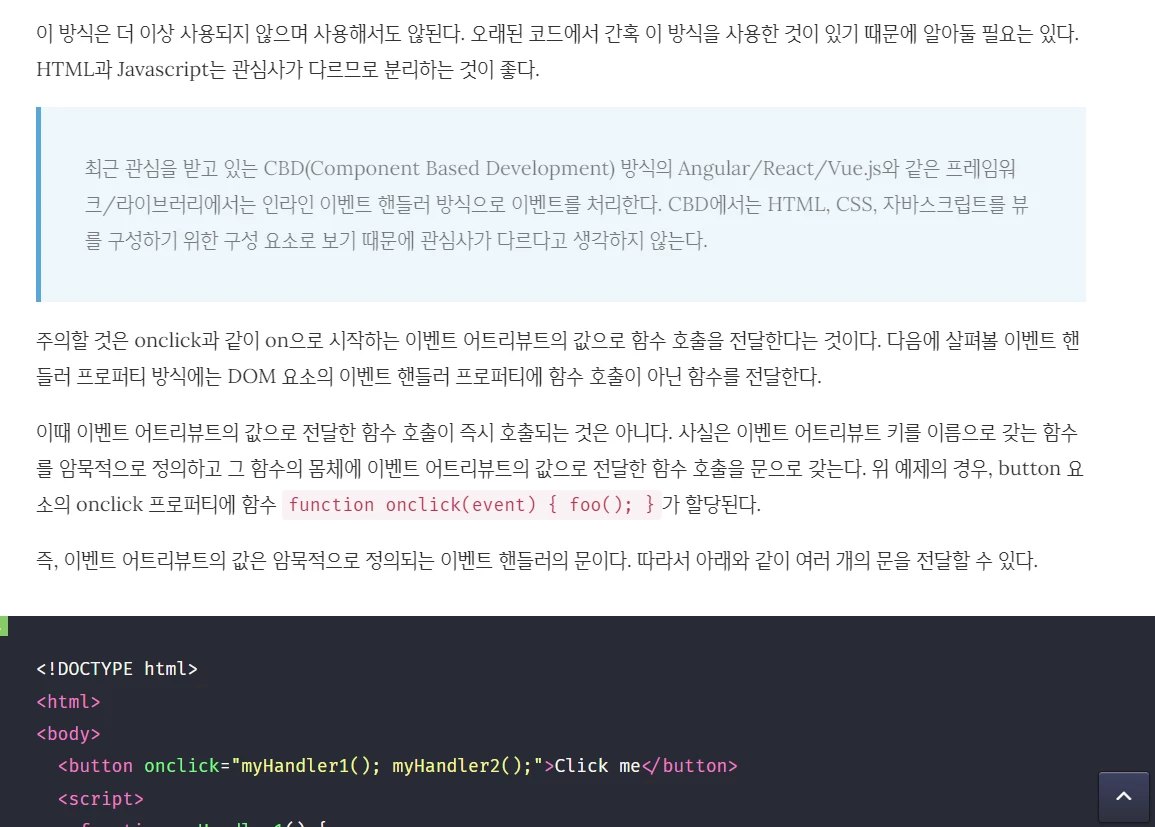 이 방식은 더 이상 사용되지 않으며 사용해서도 않된다. 오래된 코드에서 간혹 이 방식을 사용한 것이 있기 때문에 알아둘 필요는 있다.
HTML과 Javascript는 관심사가 다르므로 분리하는 것이 좋다.
최근 관심을 받고 있는 CBD(Component Based Development) 방식의 Angular/React/Vue.js와 같은 프레임워
크/라이브러리에서는 인라인 이벤트 핸들러 방식으로 이벤트를 처리한다. CBD에서는 HTML, CSS, 자바스크립트를 뷰
를 구성하기 위한 구성 요소로 보기 때문에 관심사가 다르다고 생각하지 않는다.
주의할 것은 onclick과 같이 on으로 시작하는 이벤트 어트리뷰트의 값으로 함수 호출을 전달한다는 것이다. 다음에 살펴볼 이벤트 핸
들러 프로퍼티 방식에는 DOM 요소의 이벤트 핸들러 프로퍼티에 함수 호출이 아닌 함수를 전달한다.
이때 이벤트 어트리뷰트의 값으로 전달한 함수 호출이 즉시 호출되는 것은 아니다. 사실은 이벤트 어트리뷰트 키를 이름으로 갖는 함수
를 암묵적으로 정의하고 그 함수의 몸체에 이벤트 어트리뷰트의 값으로 전달한 함수 호출을 문으로 갖는다. 위 예제의 경우, button 요
소의 onclick 프로퍼티에 함수 function onclick(event) { foo(); }가 할당된다.
즉, 이벤트 어트리뷰트의 값은 암묵적으로 정의되는 이벤트 핸들러의 문이다. 따라서 아래와 같이 여러 개의 문을 전달할 수 있다.
<!DOCTYPE html>
<html>
<body>
<button onclick="myHandler1(); myHandler2();">Click me</button>
<script>